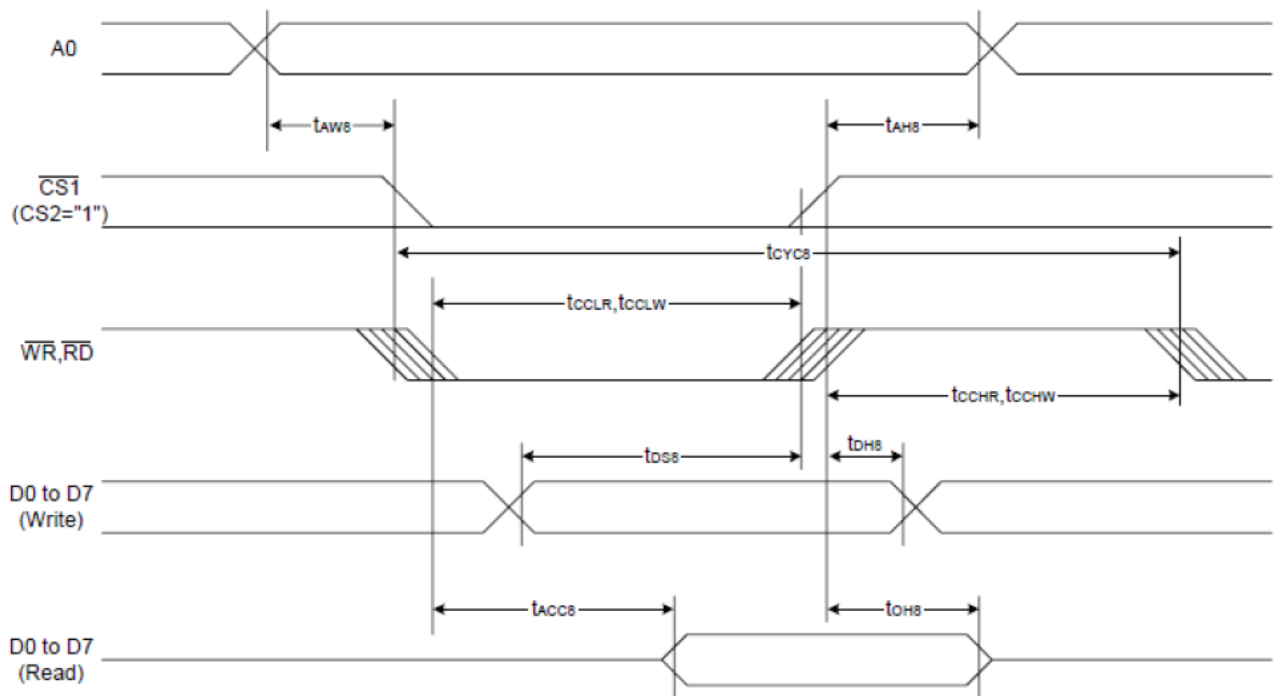 A0
tAW8
tAH8
CS1
(CS2="1")
tCYC8
tCCLR,tCCLW
WR,RD
tCCHR,tCCHW
tDS8
tDH8
D0 to D7
(Write)
tACC8
tOH8
D0 to D7
(Read)